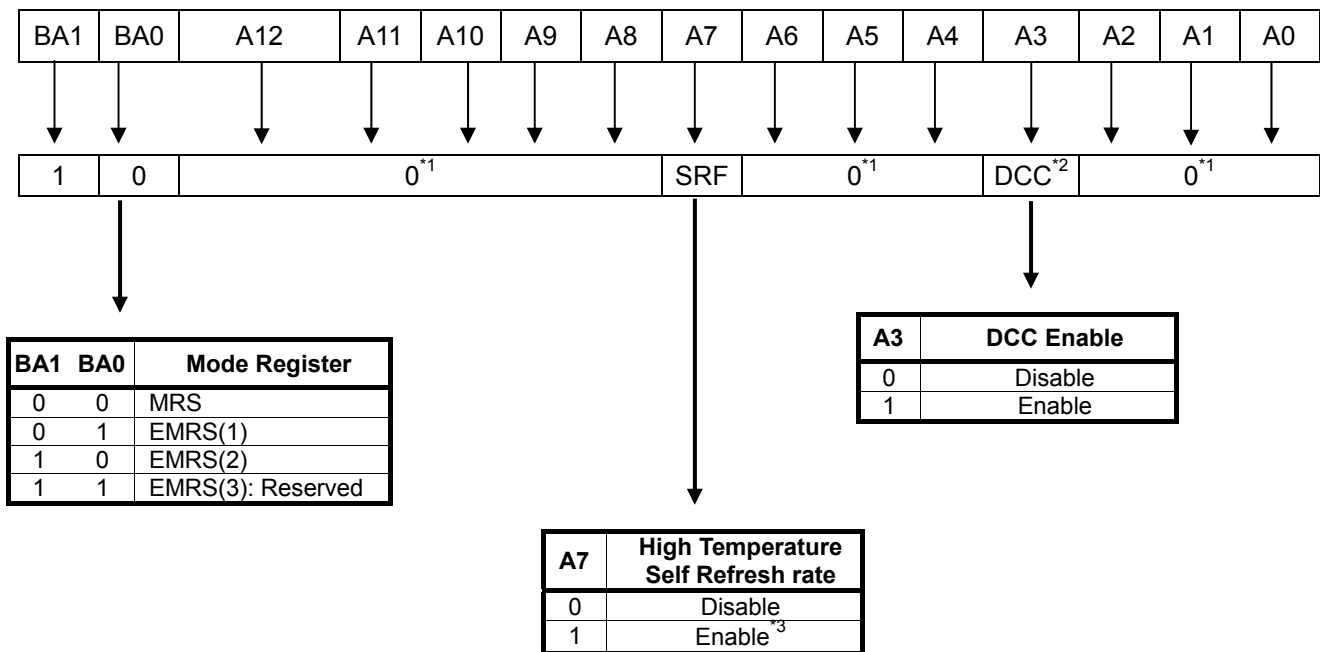 BA1 BA0 A12 A11 A10 A9 A8 A7 A6 A5 A4 A3 A2 A1 A0
1 0 0*1 SRF 0*1 DCC*2 0*1
BA1 BA0 Mode Register
0 0 MRS
0 1 EMRS(1)
1 0 EMRS(2)
1 1 EMRS(3): Reserved
A3 DCC Enable
0 Disable
1 Enable
A7 High Temperature
Self Refresh rate
0 Disable
1 Enable*3